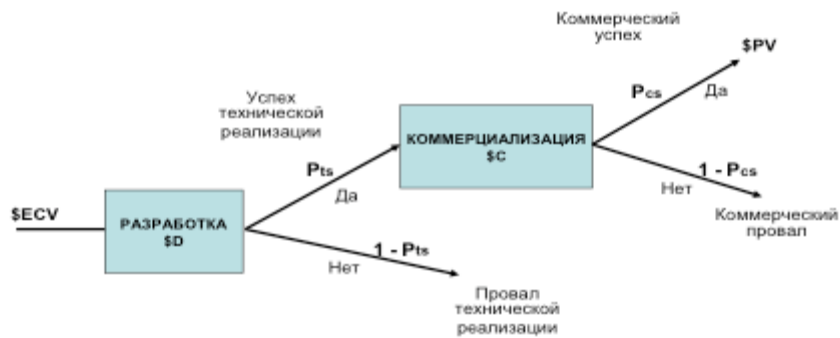 Коммерческий
успех
$PV
Pcs
Да
Успех
технической
реализации
КОММЕРЦИАЛИЗАЦИЯ
$C
Pts
Да
1 - Pcs
Нет
Коммерческий
провал
$ECV
РАЗРАБОТКА
$D
1 - Pts
Нет
Провал
технической
реализации